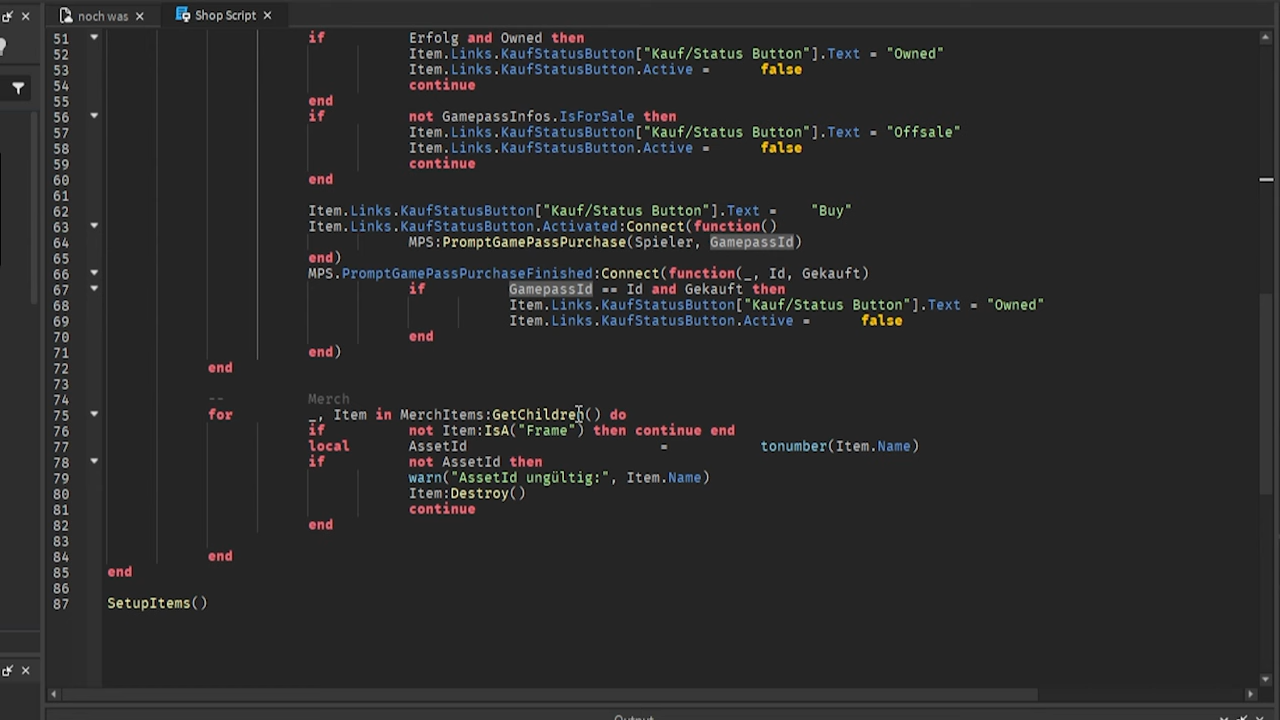 noch was
Shop Script
51 if Erfolg and Owned then
52 Item.Links.KaufStatusButton["Kauf/Status Button"].Text = "Owned"
53 Item.Links.KaufStatusButton.Active = false
54 continue
55 end
56 if not GamepassInfos.IsForSale then
57 Item.Links.KaufStatusButton["Kauf/Status Button"].Text = "Offsale"
58 Item.Links.KaufStatusButton.Active = false
59 continue
60 end
61
62 Item.Links.KaufStatusButton["Kauf/Status Button"].Text = "Buy"
63 Item.Links.KaufStatusButton.Activated:Connect(function()
64 MPS:PromptGamePassPurchase(Spieler, GamepassId)
65 end)
66 MPS.PromptGamePassPurchaseFinished:Connect(function(_, Id, Gekauft)
67 if GamepassId == Id and Gekauft then
68 Item.Links.KaufStatusButton["Kauf/Status Button"].Text = "Owned"
69 Item.Links.KaufStatusButton.Active = false
70 end
71 end)
72 end
73
74 -- Merch
75 for _, Item in MerchItems:GetChildren() do
76 if not Item:IsA("Frame") then continue end
77 local AssetId = tonumber(Item.Name)
78 if not AssetId then
79 warn("AssetId ungültig:", Item.Name)
80 Item:Destroy()
81 continue
82 end
83
84 end
85 end
86
87 SetupItems()
Output